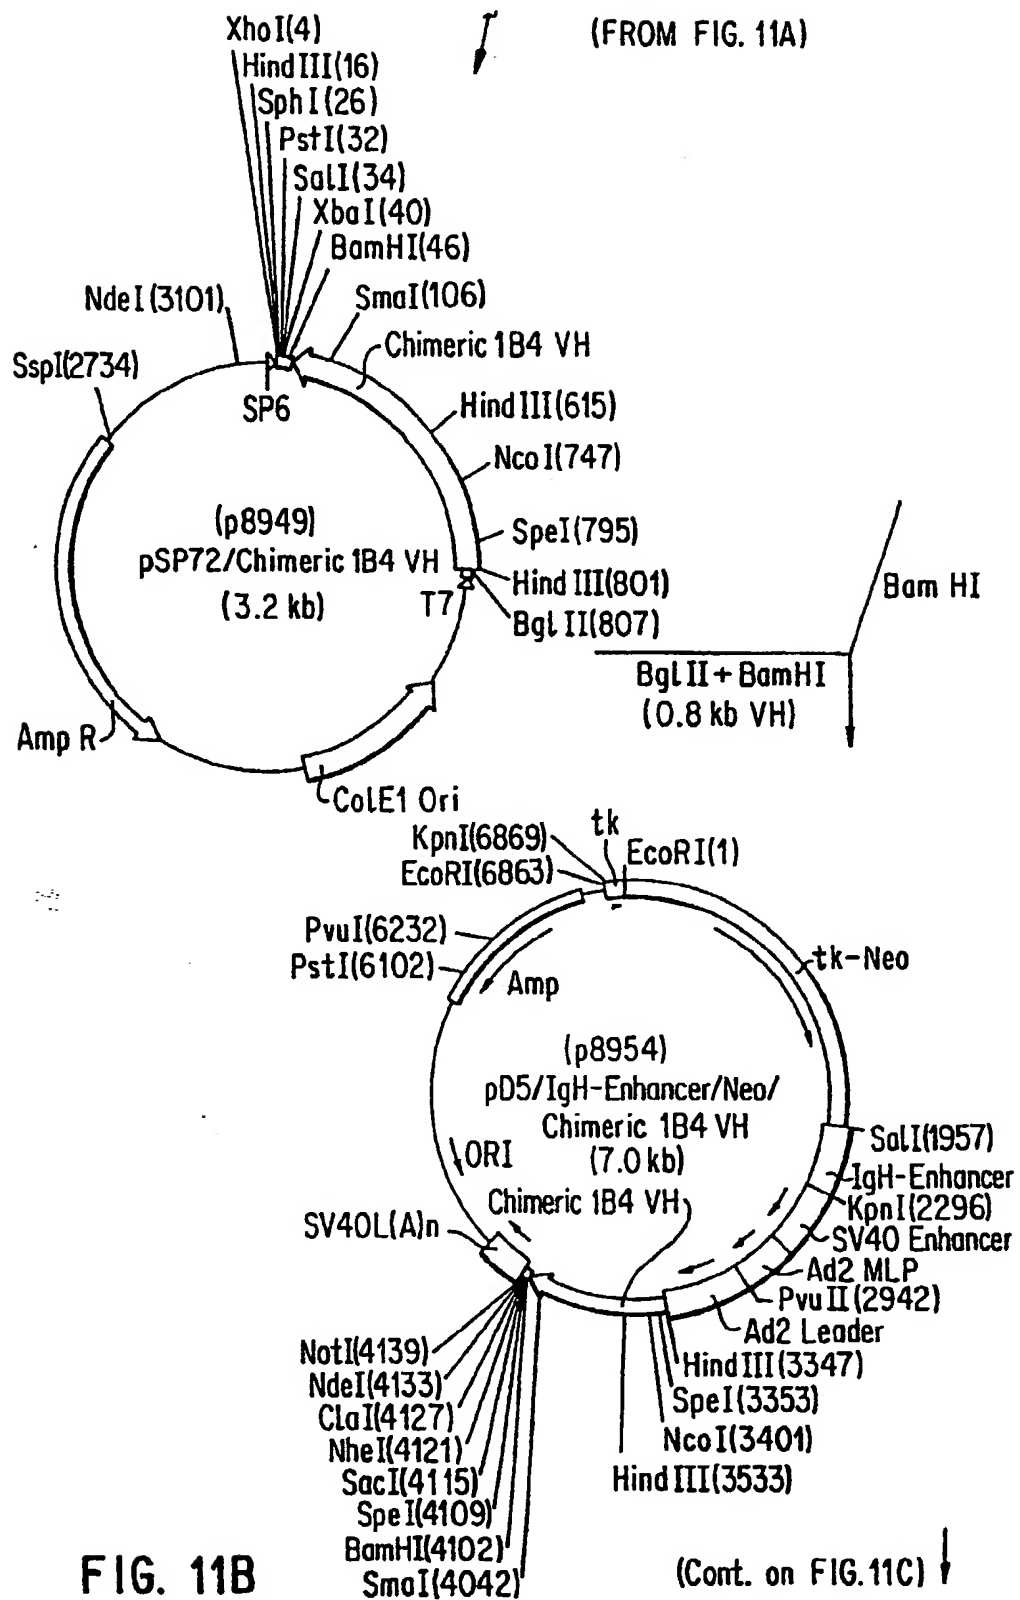 (FROM FIG. 11A)
XhoI(4)
HindIII(16)
SphI(26)
PstI(32)
SalI(34)
XbaI(40)
BamHI(46)
NdeI(3101)
SmaI(106)
Chimeric 1B4 VH
SspI(2734)
SP6
HindIII(615)
NcoI(747)
(p8949)
pSP72/Chimeric 1B4 VH
(3.2 kb)
SpeI(795)
HindIII(801)
T7
BglII(807)
Bam HI
BglII+BamHI
(0.8 kb VH)
Amp R
ColE1 Ori
KpnI(6869)
tk
EcoRI(1)
EcoRI(6863)
PvuI(6232)
PstI(6102)
Amp
tk-Neo
(p8954)
pD5/IgH-Enhancer/Neo/
Chimeric 1B4 VH
(7.0 kb)
SalI(1957)
ORI
IgH-Enhancer
Chimeric 1B4 VH
KpnI(2296)
SV40L(A)n
SV40 Enhancer
Ad2 MLP
PvuII(2942)
Ad2 Leader
NotI(4139)
HindIII(3347)
NdeI(4133)
SpeI(3353)
ClaI(4127)
NcoI(3401)
NheI(4121)
HindIII(3533)
SacI(4115)
SpeI(4109)
BamHI(4102)
SmaI(4042)
FIG. 11B
(Cont. on FIG.11C)